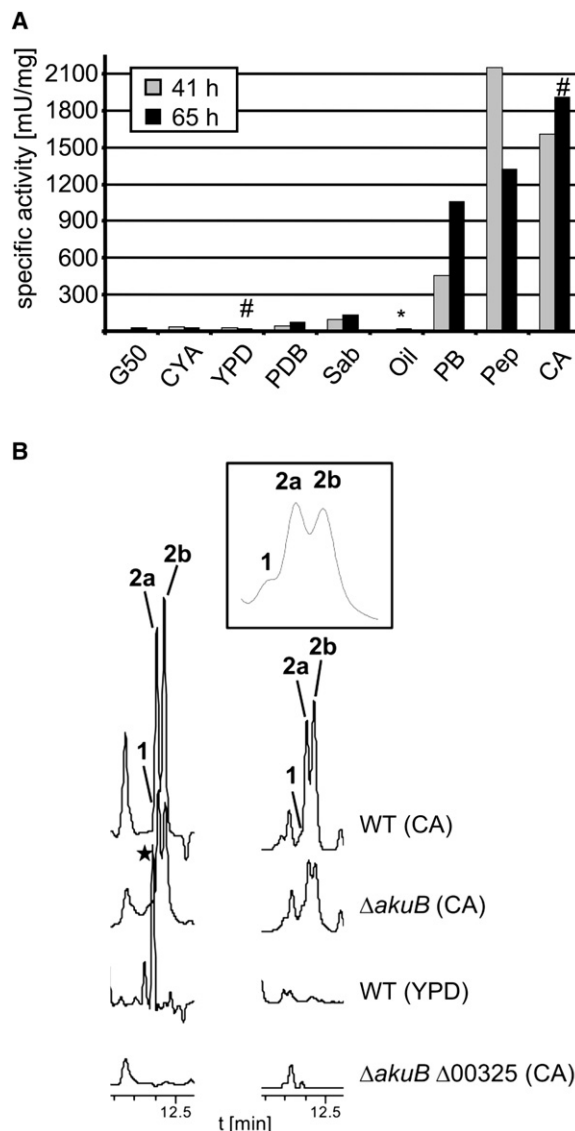 A
specific activity [mU/mg]
2100
1800
1500
1200
900
600
300
41 h
65 h
#
*
#
G50 CYA YPD PDB Sab Oil PB Pep CA
B
2a 2b
1
2b
2a
1
2b
2a
1
★
WT (CA)
ΔakuB (CA)
WT (YPD)
ΔakuB Δ00325 (CA)
12.5 12.5
t [min]